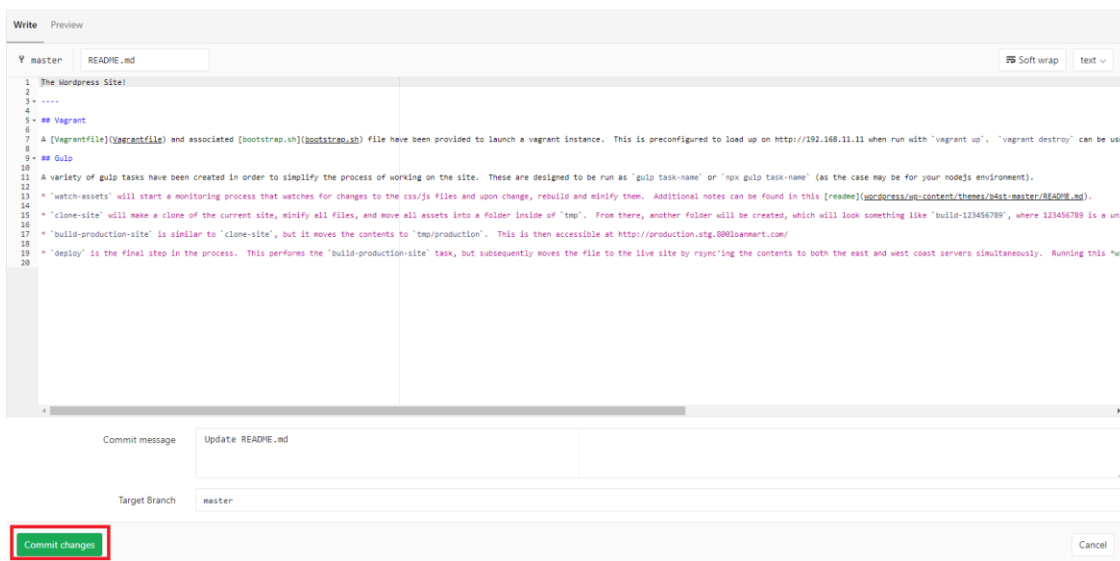 Write Preview
master README.md Soft wrap text
1 The Wordpress Site!
2
3 ----
4
5 ## Vagrant
6
7 A [Vagrantfile](Vagrantfile) and associated [bootstrap.sh](bootstrap.sh) file have been provided to launch a vagrant instance.  This is preconfigured to load up on http://192.168.11.11 when run with `vagrant up`.  `vagrant destroy` can be us
8
9 ## Gulp
10
11 A variety of gulp tasks have been created in order to simplify the process of working on the site.  These are designed to be run as `gulp task-name` or `npx gulp task-name` (as the case may be for your nodejs environment).
12
13 * `watch-assets` will start a monitoring process that watches for changes to the css/js files and upon change, rebuild and minify them.  Additional notes can be found in this [readme](wordpress/wp-content/themes/b4st-master/README.md).
14
15 * `clone-site` will make a clone of the current site, minify all files, and move all assets into a folder inside of `tmp`.  From there, another folder will be created, which will look something like `build-123456789`, where 123456789 is a un
16
17 * `build-production-site` is similar to `clone-site`, but it moves the contents to `tmp/production`.  This is then accessible at http://production.stg.800loanmart.com/
18
19 * `deploy` is the final step in the process.  This performs the `build-production-site` task, but subsequently moves the file to the live site by rsync'ing the contents to both the east and west coast servers simultaneously.  Running this *w
20
Commit message Update README.md
Target Branch master
Commit changes Cancel